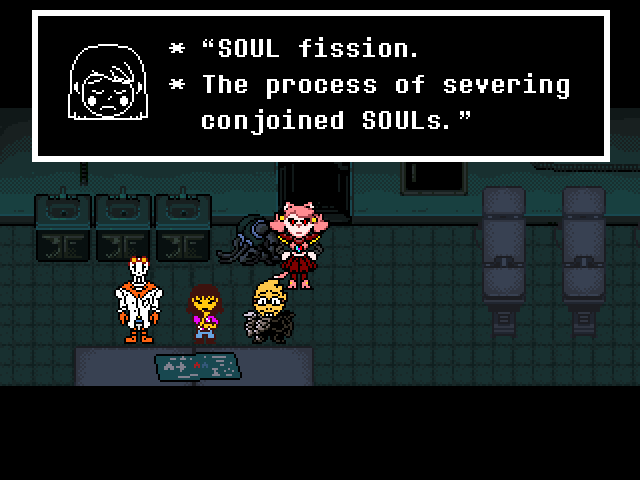 * “SOUL fission.
* The process of severing
conjoined SOULs.”